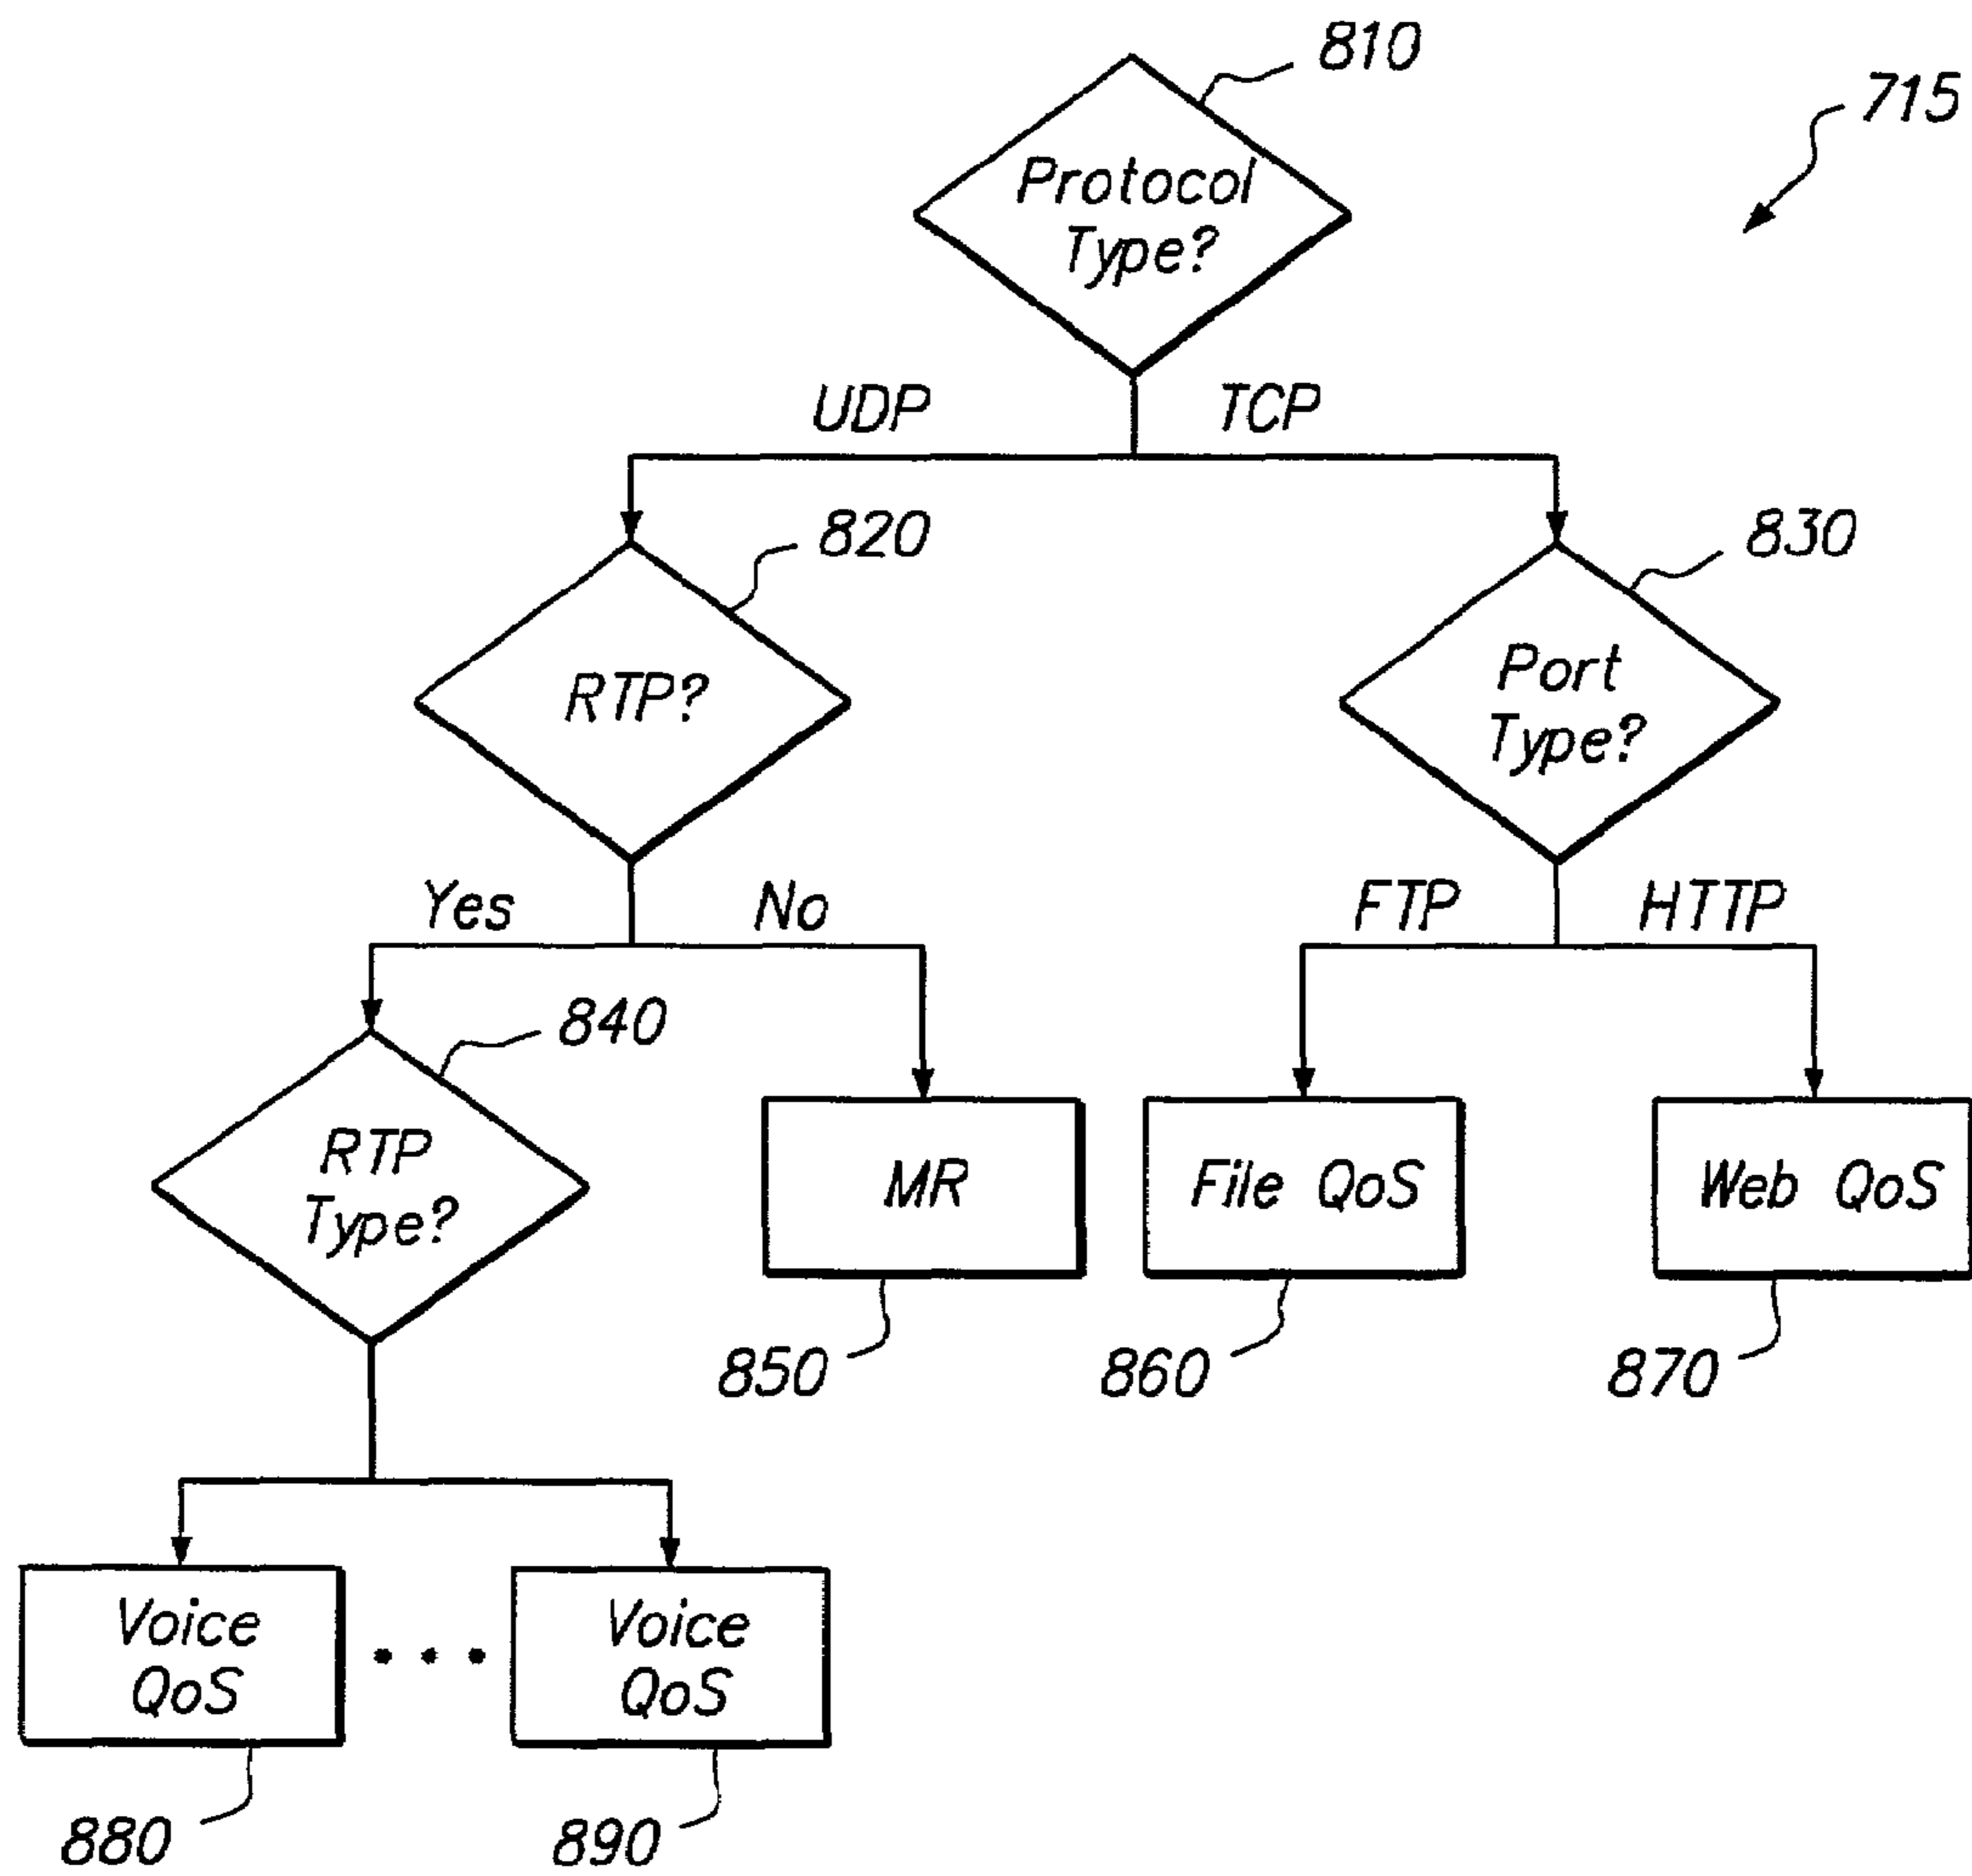 810
715
Protocol
Type?
UDP
TCP
820
830
RTP?
Port
Type?
Yes
No
FTP
HTTP
840
RTP
Type?
MR
File QoS
Web QoS
850
860
870
Voice
QoS
Voice
QoS
880
890